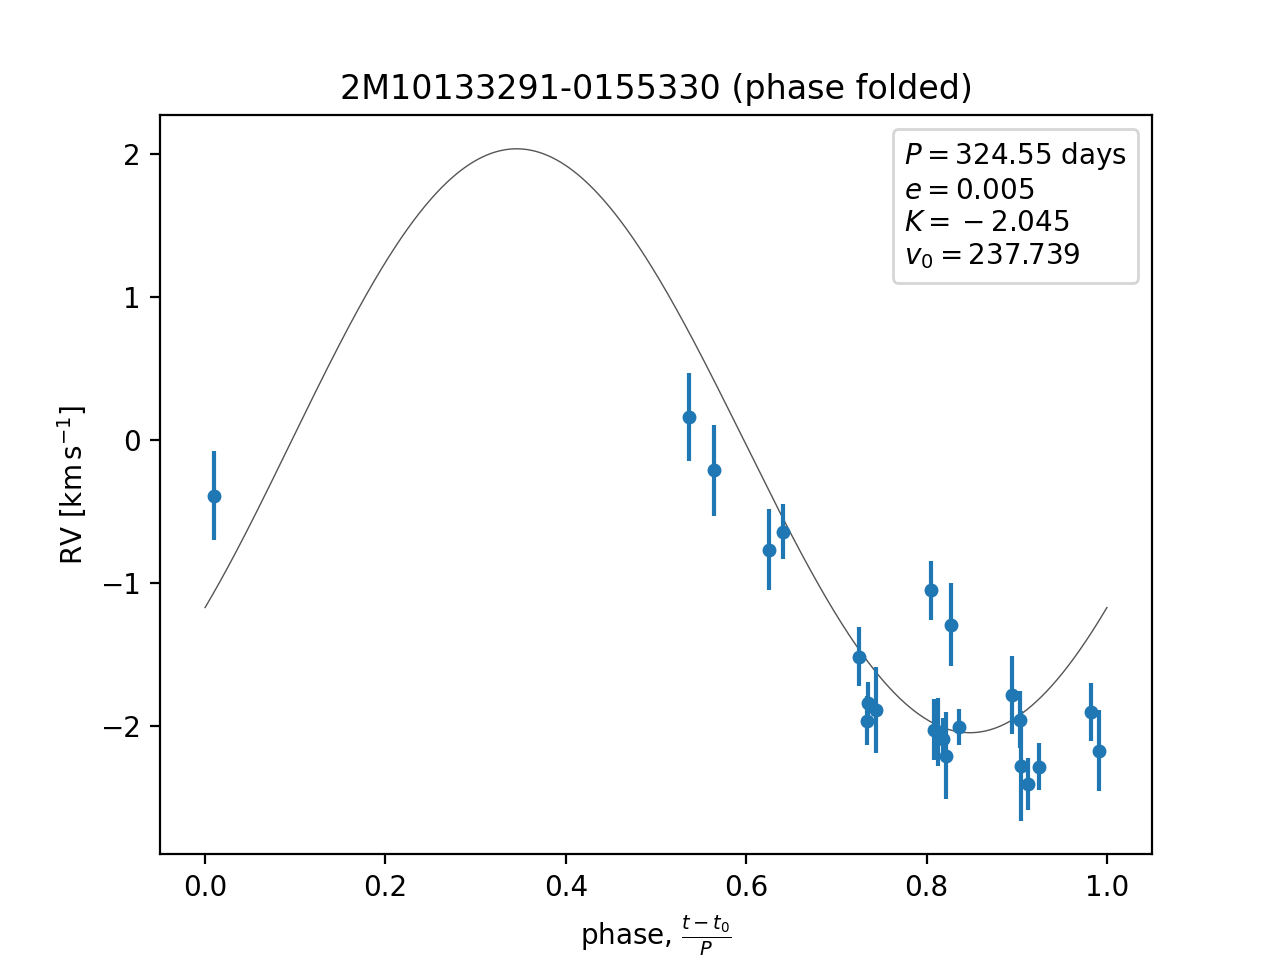 2M10133291-0155330 (phase folded)
P = 324.55 days
e = 0.005
K = −2.045
v₀ = 237.739
2
1
0
−1
−2
RV [km s⁻¹]
0.0 0.2 0.4 0.6 0.8 1.0
phase, (t − t₀)/P